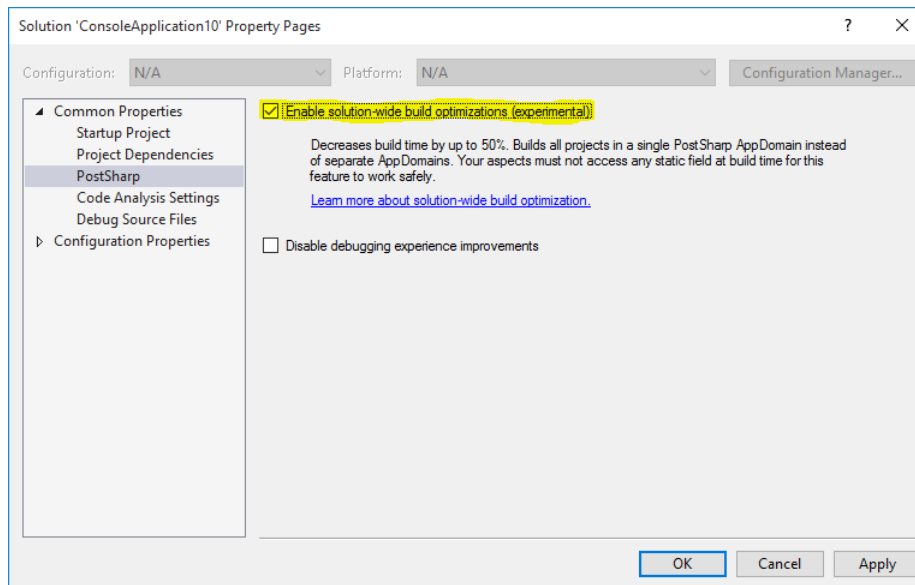 Solution 'ConsoleApplication10' Property Pages
?
Configuration:
N/A
Platform:
N/A
Configuration Manager...
Common Properties
Startup Project
Project Dependencies
PostSharp
Code Analysis Settings
Debug Source Files
Configuration Properties
Enable solution-wide build optimizations (experimental)
Decreases build time by up to 50%. Builds all projects in a single PostSharp AppDomain instead
of separate AppDomains. Your aspects must not access any static field at build time for this
feature to work safely.
Learn more about solution-wide build optimization.
Disable debugging experience improvements
OK
Cancel
Apply